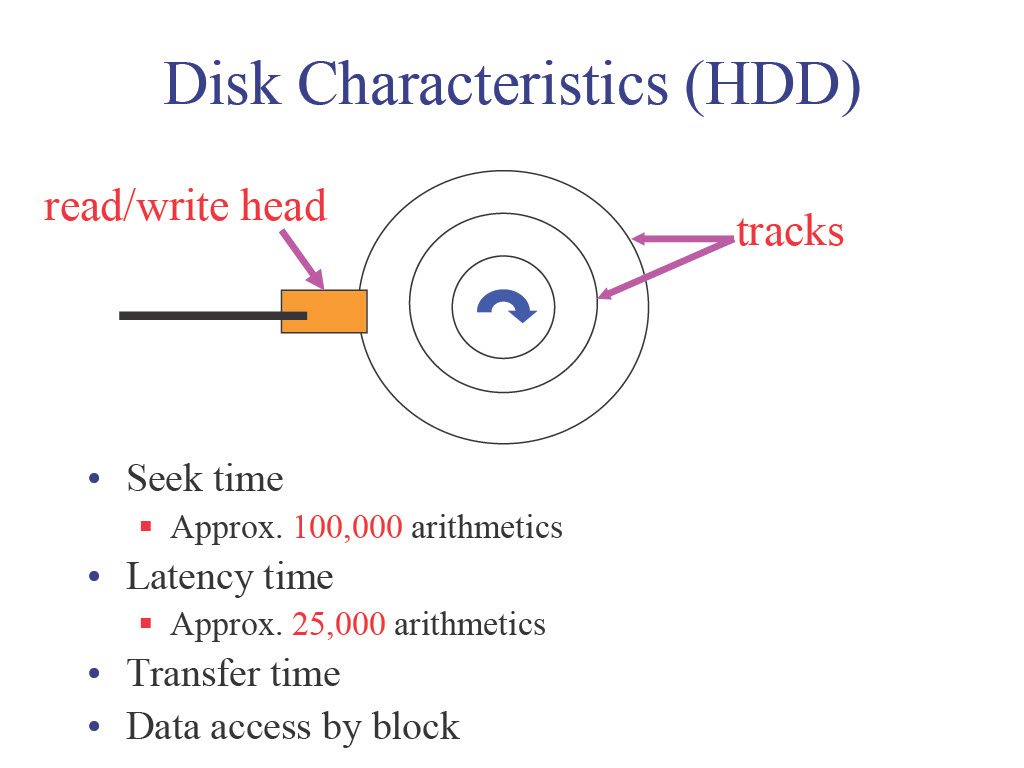 Disk Characteristics (HDD)
read/write head
tracks
• Seek time
▪ Approx. 100,000 arithmetics
• Latency time
▪ Approx. 25,000 arithmetics
• Transfer time
• Data access by block